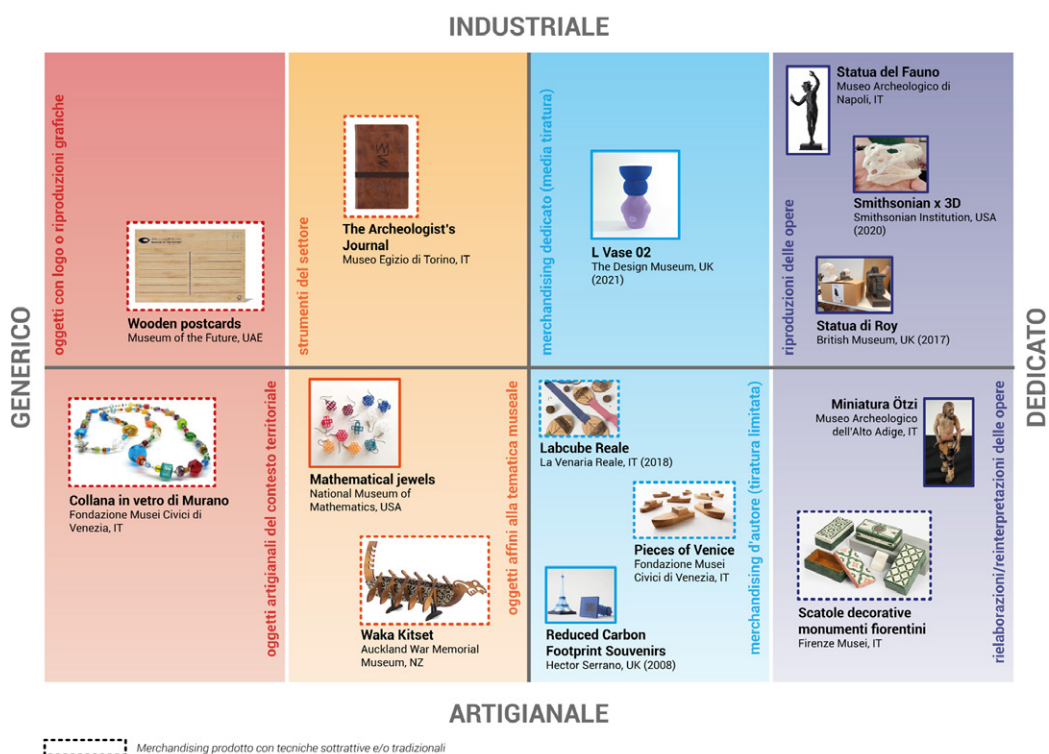 INDUSTRIALE
GENERICO
DEDICATO
ARTIGIANALE
oggetti con logo o riproduzioni grafiche
Wooden postcards
Museum of the Future, UAE
strumenti del settore
The Archeologist's
Journal
Museo Egizio di Torino, IT
merchandising dedicato (media tiratura)
L Vase 02
The Design Museum, UK
(2021)
riproduzioni delle opere
Statua del Fauno
Museo Archeologico di
Napoli, IT
Smithsonian x 3D
Smithsonian Institution, USA
(2020)
Statua di Roy
British Museum, UK (2017)
oggetti artigianali del contesto territoriale
Collana in vetro di Murano
Fondazione Musei Civici di
Venezia, IT
oggetti affini alla tematica museale
Mathematical jewels
National Museum of
Mathematics, USA
Waka Kitset
Auckland War Memorial
Museum, NZ
merchandising d'autore (tiratura limitata)
Labcube Reale
La Venaria Reale, IT (2018)
Pieces of Venice
Fondazione Musei
Civici di Venezia, IT
Reduced Carbon
Footprint Souvenirs
Hector Serrano, UK (2008)
rielaborazioni/reinterpretazioni delle opere
Miniatura Ötzi
Museo Archeologico
dell'Alto Adige, IT
Scatole decorative
monumenti fiorentini
Firenze Musei, IT
Merchandising prodotto con tecniche sottrattive e/o tradizionali